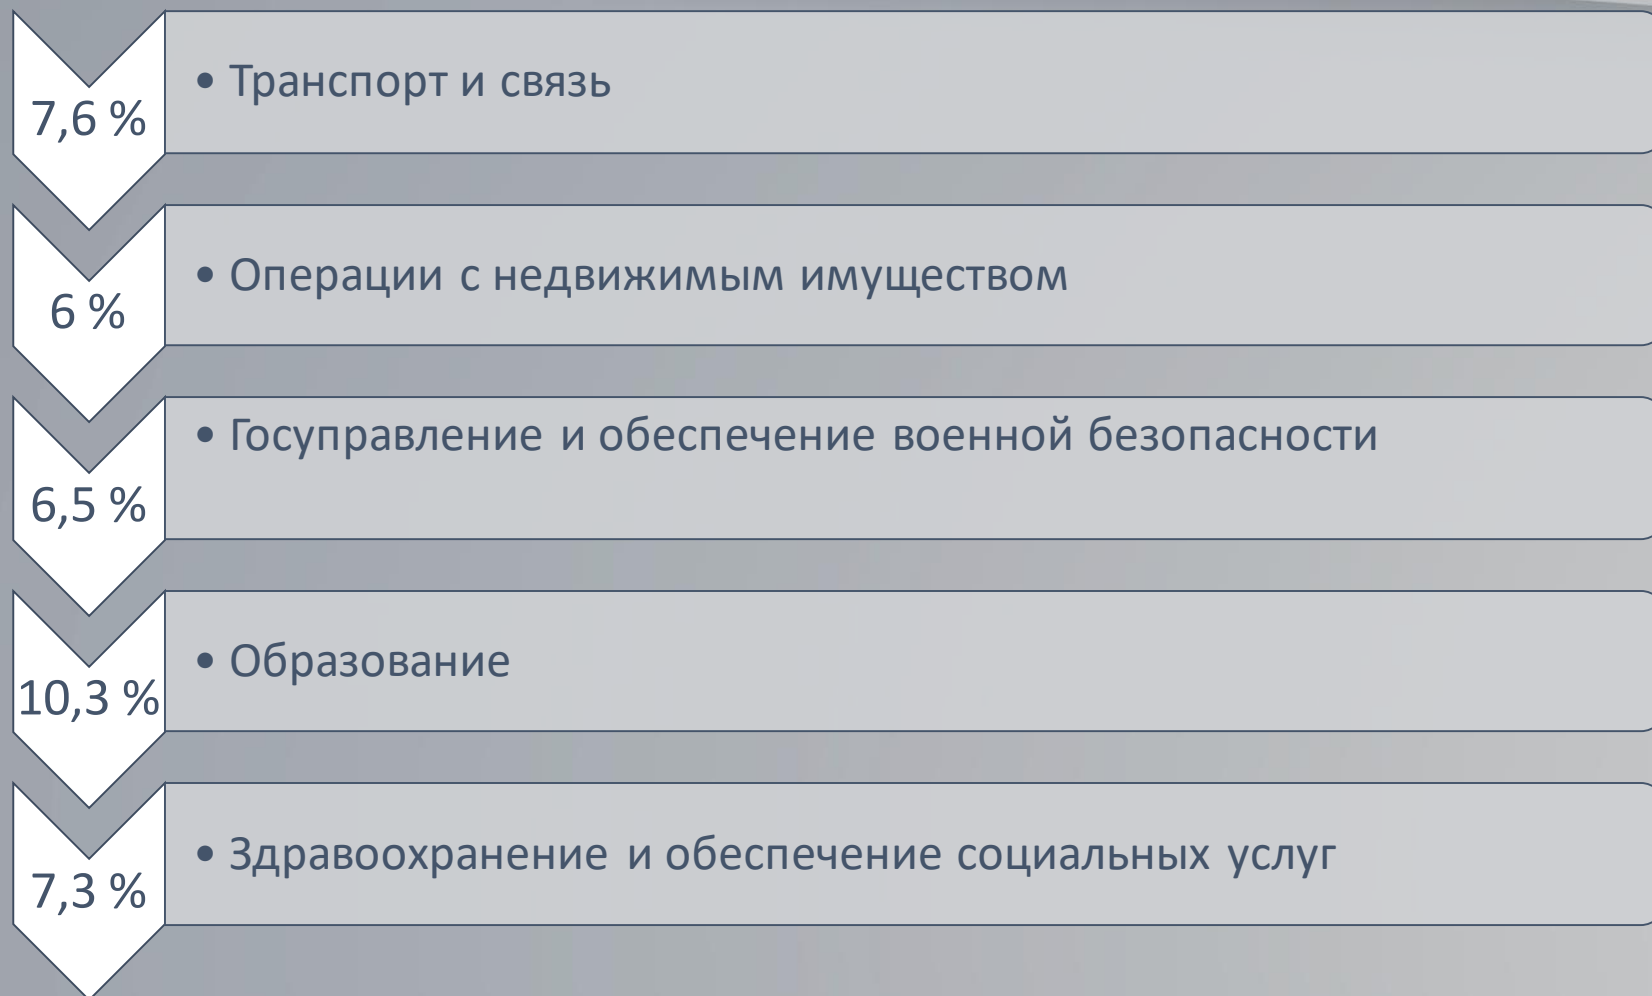 7,6 %
• Транспорт и связь
6 %
• Операции с недвижимым имуществом
6,5 %
• Госуправление и обеспечение военной безопасности
10,3 %
• Образование
7,3 %
• Здравоохранение и обеспечение социальных услуг